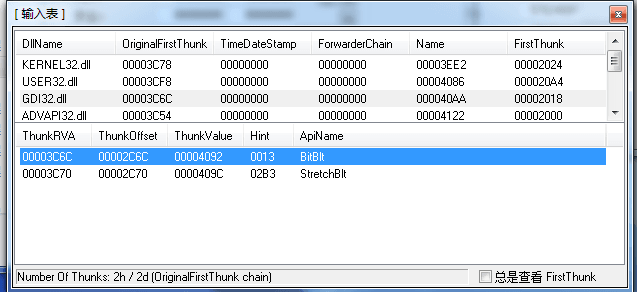 [ 输入表 ]
DllName OriginalFirstThunk TimeDateStamp ForwarderChain Name FirstThunk
KERNEL32.dll 00003C78 00000000 00000000 00003EE2 00002024
USER32.dll 00003CF8 00000000 00000000 00004086 000020A4
GDI32.dll 00003C6C 00000000 00000000 000040AA 00002018
ADVAPI32.dll 00003C54 00000000 00000000 00004122 00002000
ThunkRVA ThunkOffset ThunkValue Hint ApiName
00003C6C 00002C6C 00004092 0013 BitBlt
00003C70 00002C70 0000409C 02B3 StretchBlt
Number Of Thunks: 2h / 2d (OriginalFirstThunk chain) 总是查看 FirstThunk